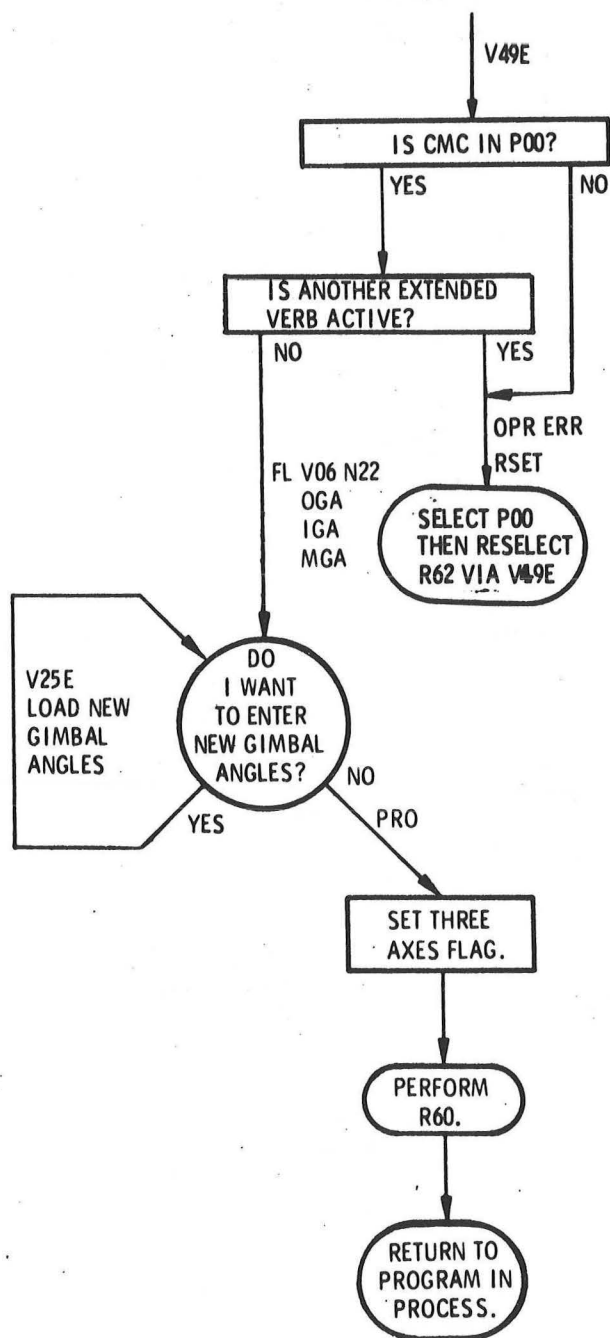 V49E
IS CMC IN P00?
YES
NO
IS ANOTHER EXTENDED
VERB ACTIVE?
NO
YES
OPR ERR
RSET
FL V06 N22
OGA
IGA
MGA
SELECT P00
THEN RESELECT
R62 VIA V49E
DO
I WANT
TO ENTER
NEW GIMBAL
ANGLES?
V25E
LOAD NEW
GIMBAL
ANGLES
YES
NO
PRO
SET THREE
AXES FLAG.
PERFORM
R60.
RETURN TO
PROGRAM IN
PROCESS.